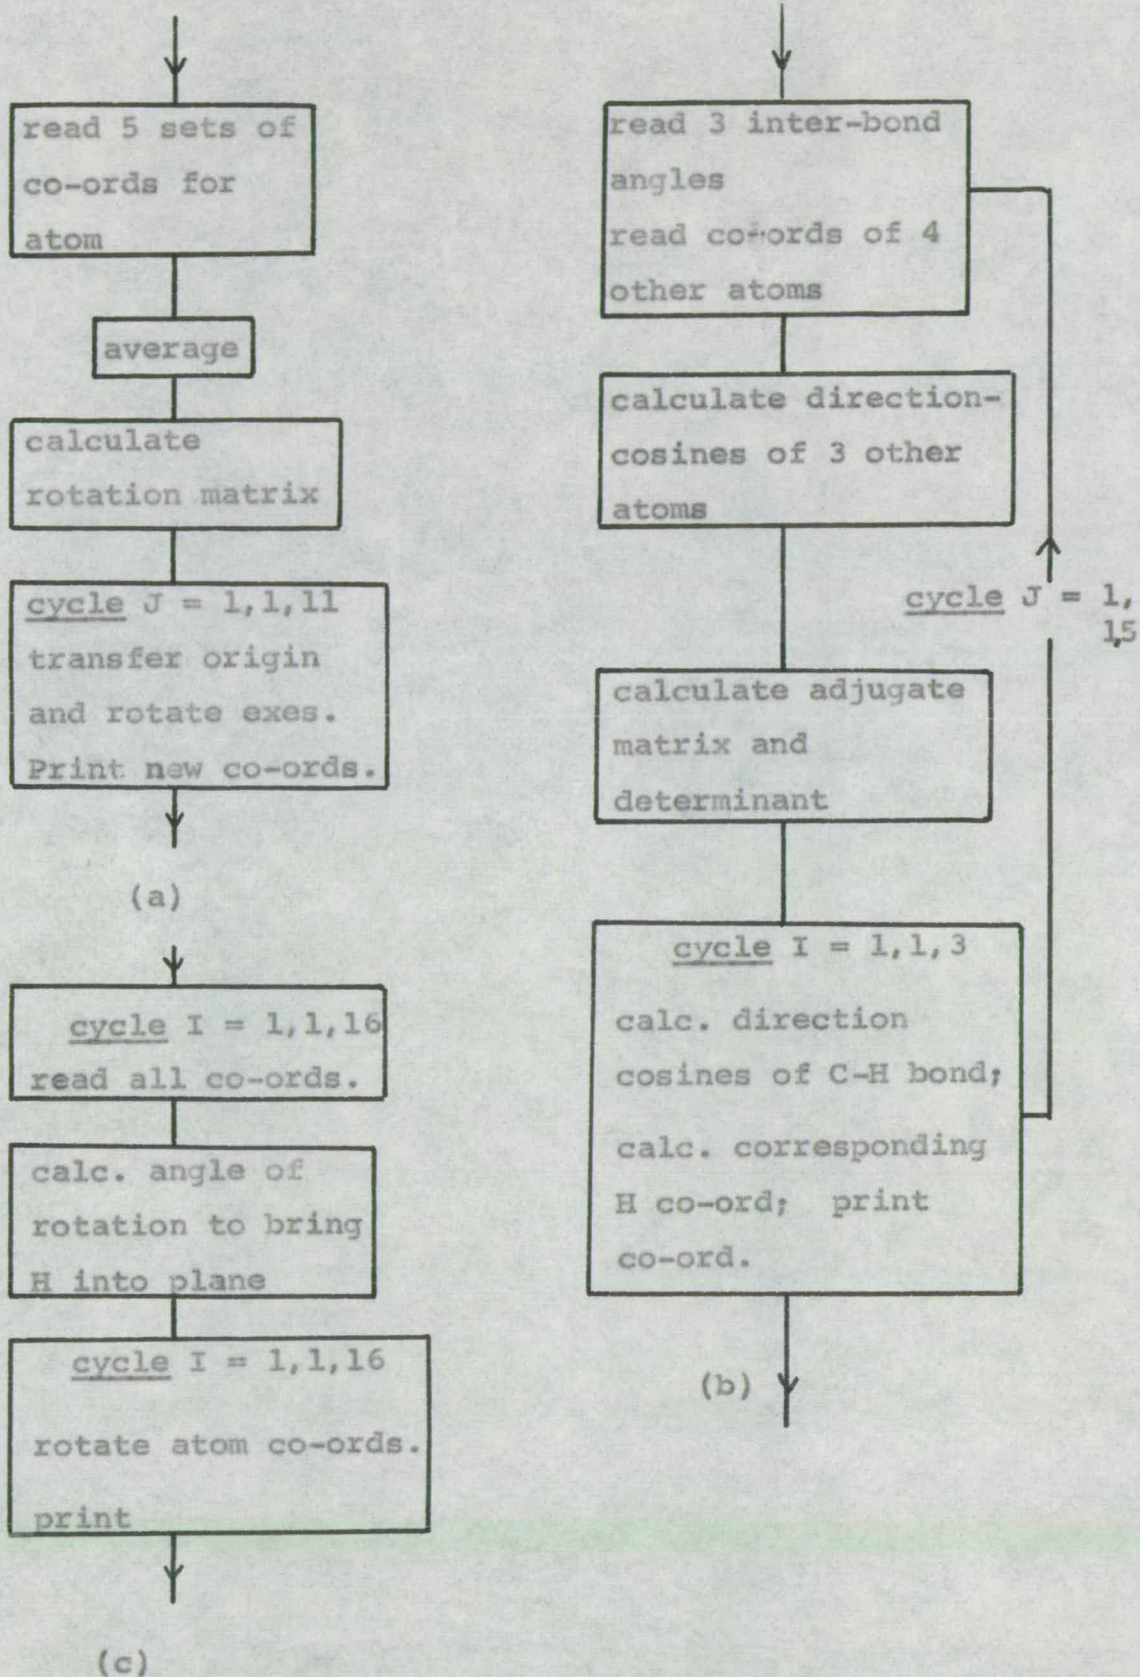 read 5 sets of
co-ords for
atom
average
calculate
rotation matrix
cycle J = 1,1,11
transfer origin
and rotate exes.
Print new co-ords.
(a)
cycle I = 1,1,16
read all co-ords.
calc. angle of
rotation to bring
H into plane
cycle I = 1,1,16
rotate atom co-ords.
print
(c)
read 3 inter-bond
angles
read co-ords of 4
other atoms
calculate direction-
cosines of 3 other
atoms
cycle J = 1,
1,5
calculate adjugate
matrix and
determinant
cycle I = 1,1,3
calc. direction
cosines of C-H bond;
calc. corresponding
H co-ord; print
co-ord.
(b)